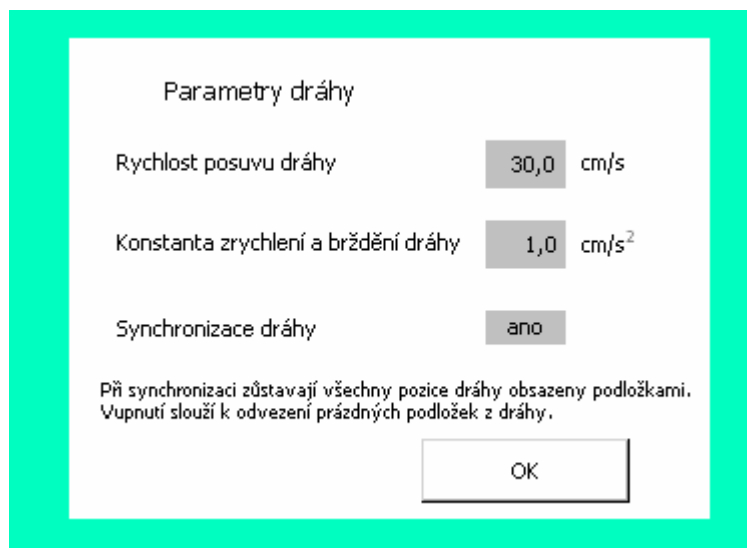 Parametry dráhy
Rychlost posuvu dráhy 30,0 cm/s
Konstanta zrychlení a brždění dráhy 1,0 cm/s²
Synchronizace dráhy ano
Při synchronizaci zůstavají všechny pozice dráhy obsazeny podložkami.
Vupnutí slouží k odvezení prázdných podložek z dráhy.
OK